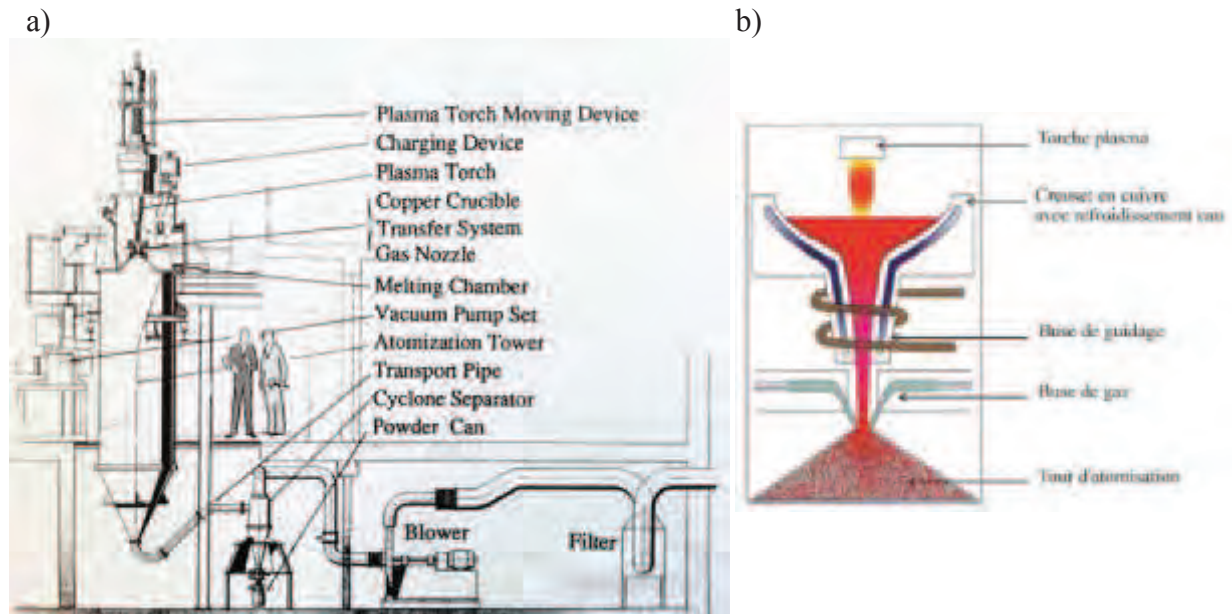 a)
Plasma Torch Moving Device
Charging Device
Plasma Torch
Copper Crucible
Transfer System
Gas Nozzle
Melting Chamber
Vacuum Pump Set
Atomization Tower
Transport Pipe
Cyclone Separator
Powder Can
Blower
Filter
b)
Torche plasma
Creuset en cuivre
avec refroidissement eau
Buse de guidage
Buse de gaz
Tour d'atomisation